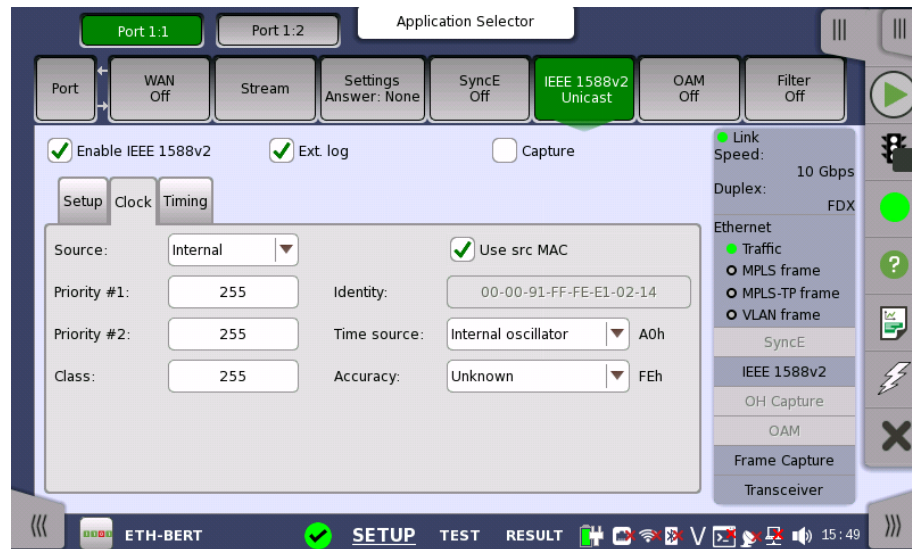 Port 1:1
Port 1:2
Application Selector
Port
WAN
Off
Stream
Settings
Answer: None
SyncE
Off
IEEE 1588v2
Unicast
OAM
Off
Filter
Off
Enable IEEE 1588v2
Ext. log
Capture
Setup
Clock
Timing
Source:
Internal
Use src MAC
Priority #1:
255
Identity:
00-00-91-FF-FE-E1-02-14
Priority #2:
255
Time source:
Internal oscillator
A0h
Class:
255
Accuracy:
Unknown
FEh
Link
Speed:
10 Gbps
Duplex:
FDX
Ethernet
Traffic
MPLS frame
MPLS-TP frame
VLAN frame
SyncE
IEEE 1588v2
OH Capture
OAM
Frame Capture
Transceiver
ETH-BERT
SETUP
TEST
RESULT
V
15:49